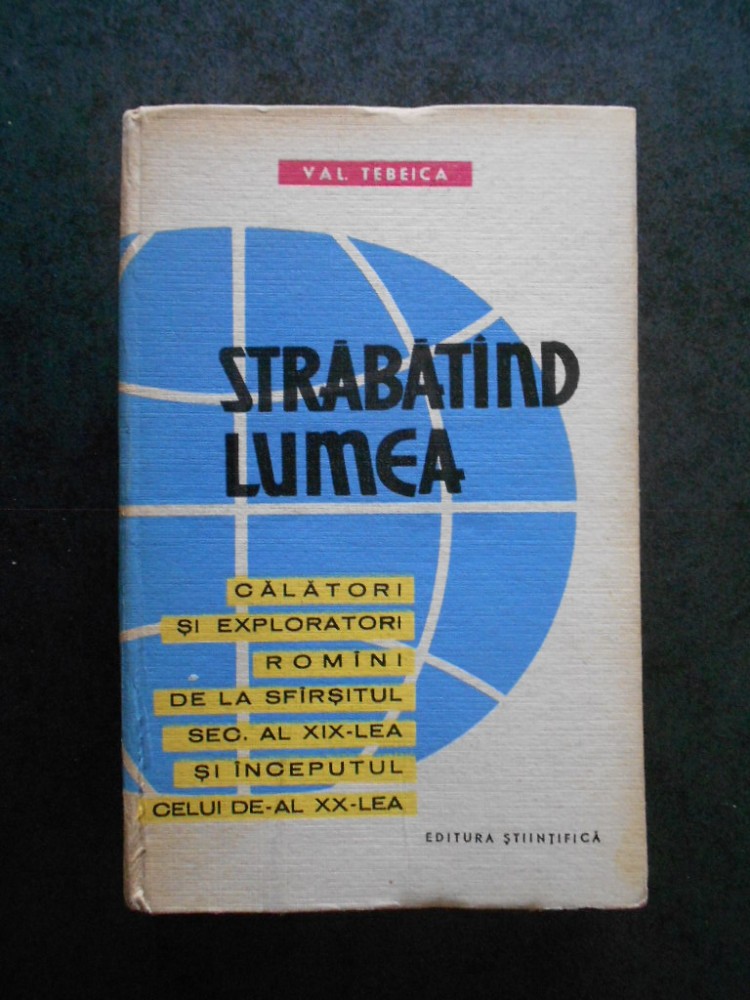 VAL. TEBEICA
STRĂBĂTÎND
LUMEA
CĂLĂTORI
ȘI EXPLORATORI
ROMÎNI
DE LA SFÎRȘITUL
SEC. AL XIX-LEA
ȘI ÎNCEPUTUL
CELUI DE-AL XX-LEA
EDITURA ȘTIINȚIFICĂ